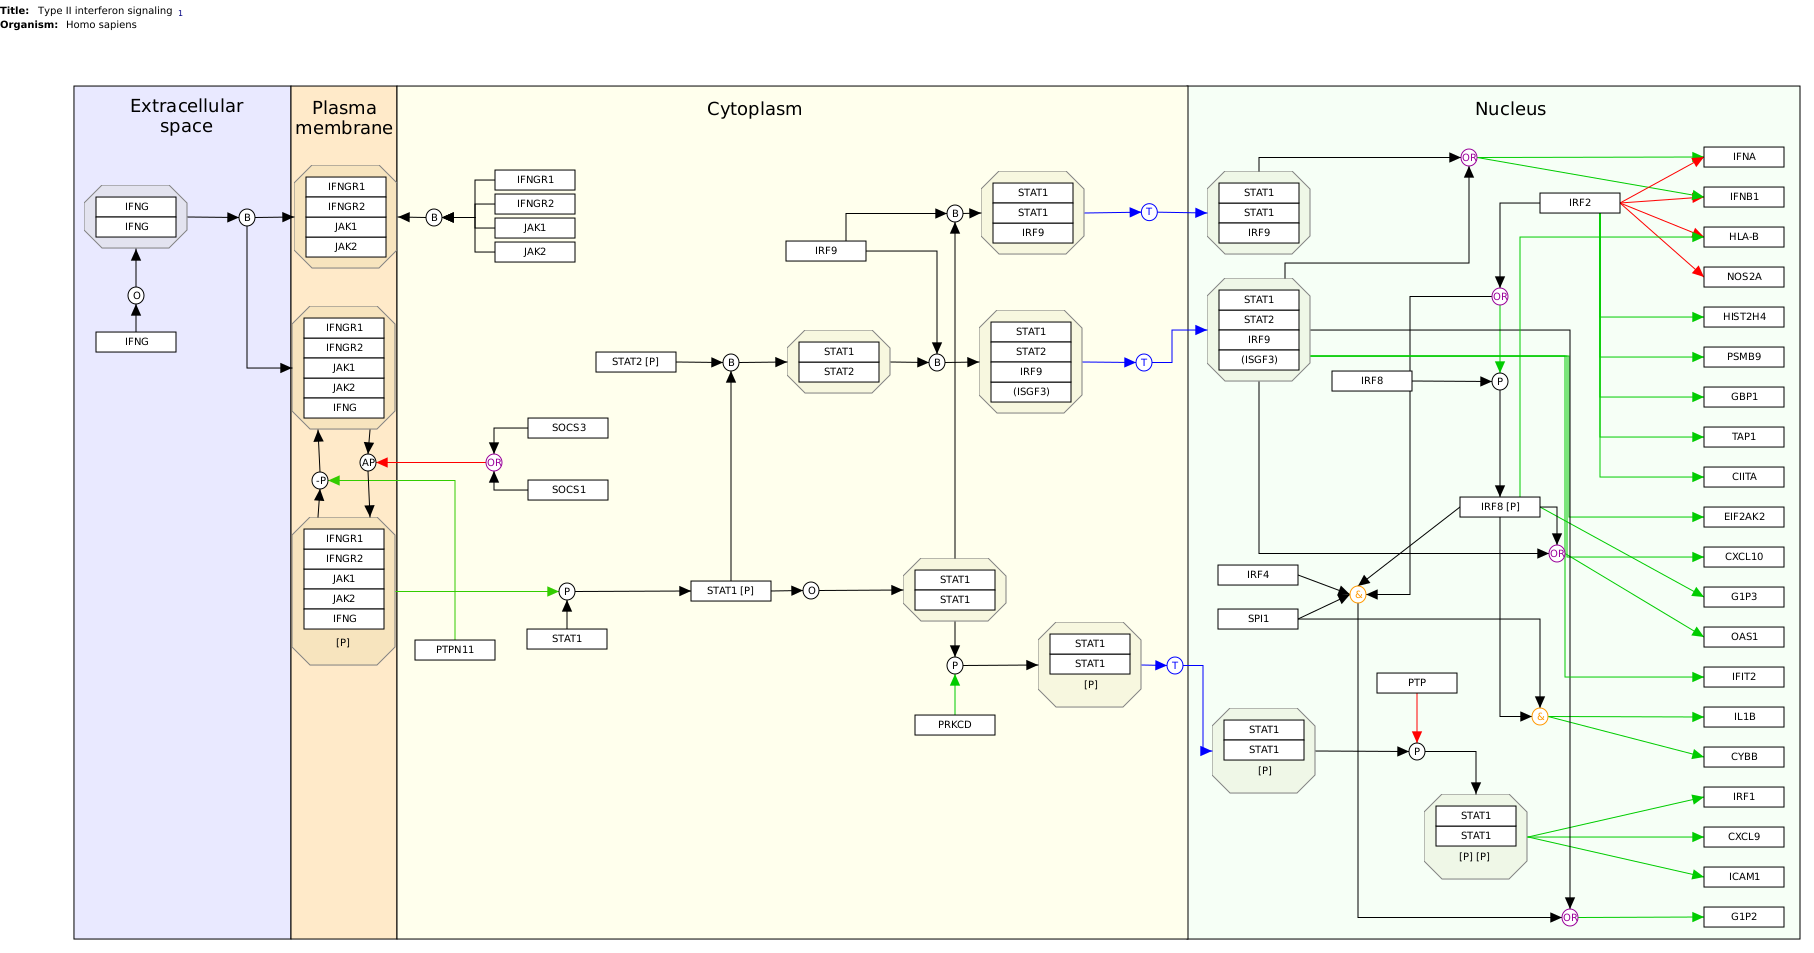 Title: Type II interferon signaling 1
Organism: Homo sapiens
Extracellular
space
Plasma
membrane
Cytoplasm
Nucleus
IFNG
IFNG
B
O
IFNG
IFNGR1
IFNGR2
JAK1
JAK2
B
IFNGR1
IFNGR2
JAK1
JAK2
IFNGR1
IFNGR2
JAK1
JAK2
IFNG
AP
-P
IFNGR1
IFNGR2
JAK1
JAK2
IFNG
[P]
SOCS3
OR
SOCS1
PTPN11
P
STAT1
STAT2 [P]
B
STAT1
STAT2
STAT1 [P]
O
IRF9
B
B
STAT1
STAT1
IRF9
T
STAT1
STAT2
IRF9
(ISGF3)
T
STAT1
STAT1
P
PRKCD
STAT1
STAT1
[P]
T
STAT1
STAT1
IRF9
STAT1
STAT2
IRF9
(ISGF3)
OR
IRF2
OR
IRF8
P
IRF8 [P]
OR
IRF4
&
SPI1
PTP
&
STAT1
STAT1
[P]
P
STAT1
STAT1
[P] [P]
OR
IFNA
IFNB1
HLA-B
NOS2A
HIST2H4
PSMB9
GBP1
TAP1
CIITA
EIF2AK2
CXCL10
G1P3
OAS1
IFIT2
IL1B
CYBB
IRF1
CXCL9
ICAM1
G1P2